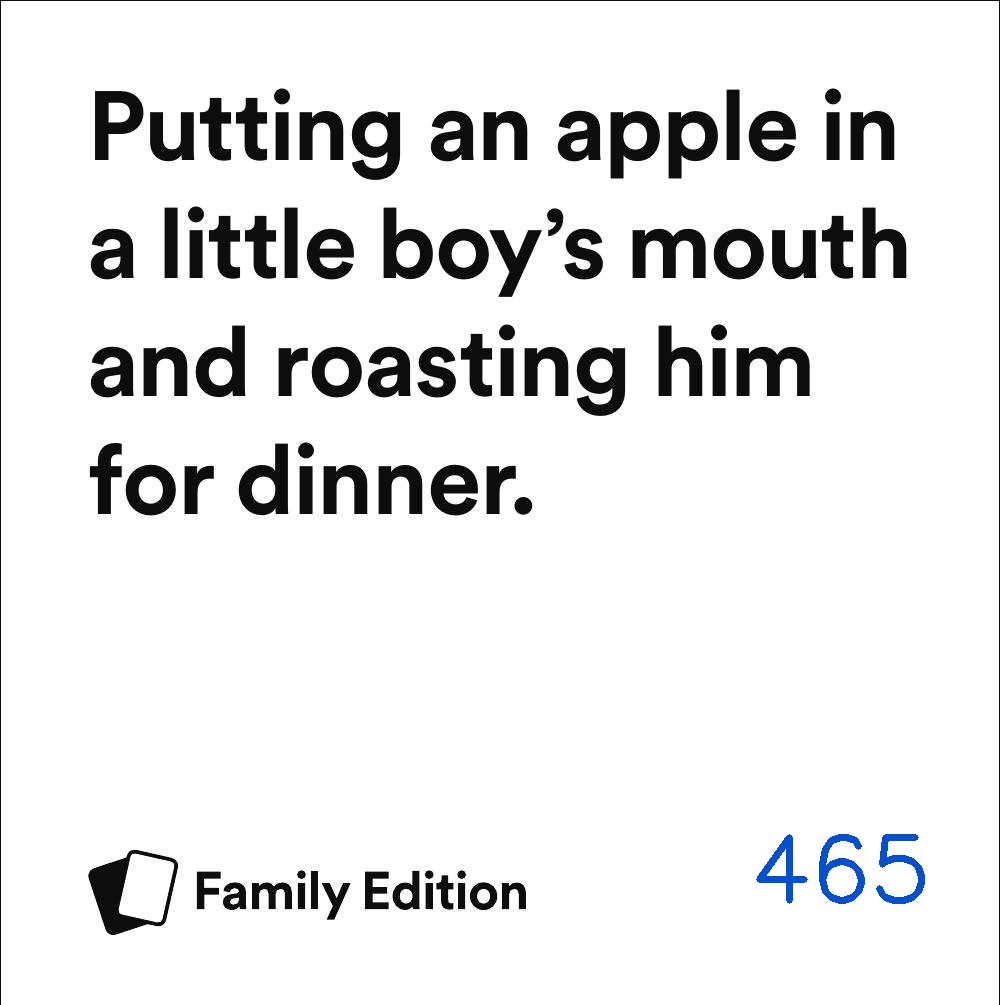 Putting an apple in
a little boy’s mouth
and roasting him
for dinner.
Family Edition
465